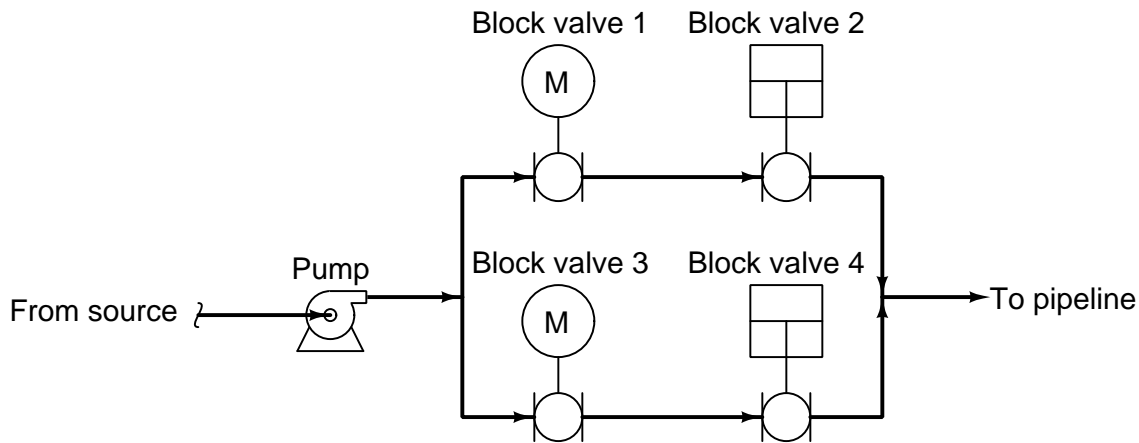 Block valve 1
Block valve 2
M
Pump
Block valve 3
Block valve 4
From source
M
To pipeline